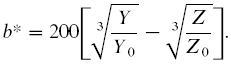 b* = 200[∛(Y/Y₀) − ∛(Z/Z₀)].